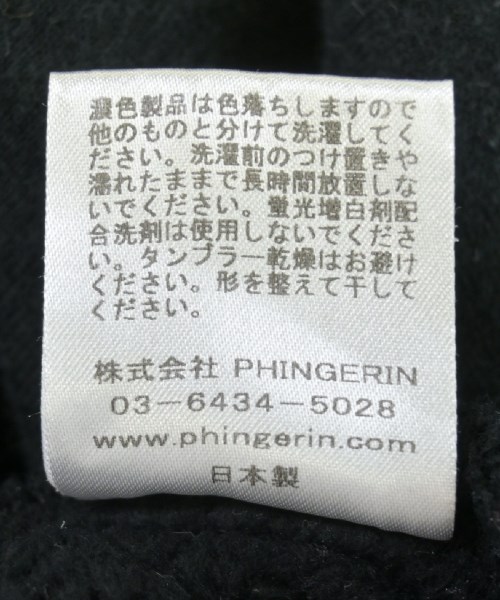 濃色製品は色落ちしますので
他のものと分けて洗濯してく
ださい。洗濯前のつけ置きや
濡れたままで長時間放置しな
いでください。蛍光増白剤配
合洗剤は使用しないでくださ
い。タンブラー乾燥はお避け
ください。形を整えて干して
ください。
株式会社 PHINGERIN
03-6434-5028
www.phingerin.com
日本製